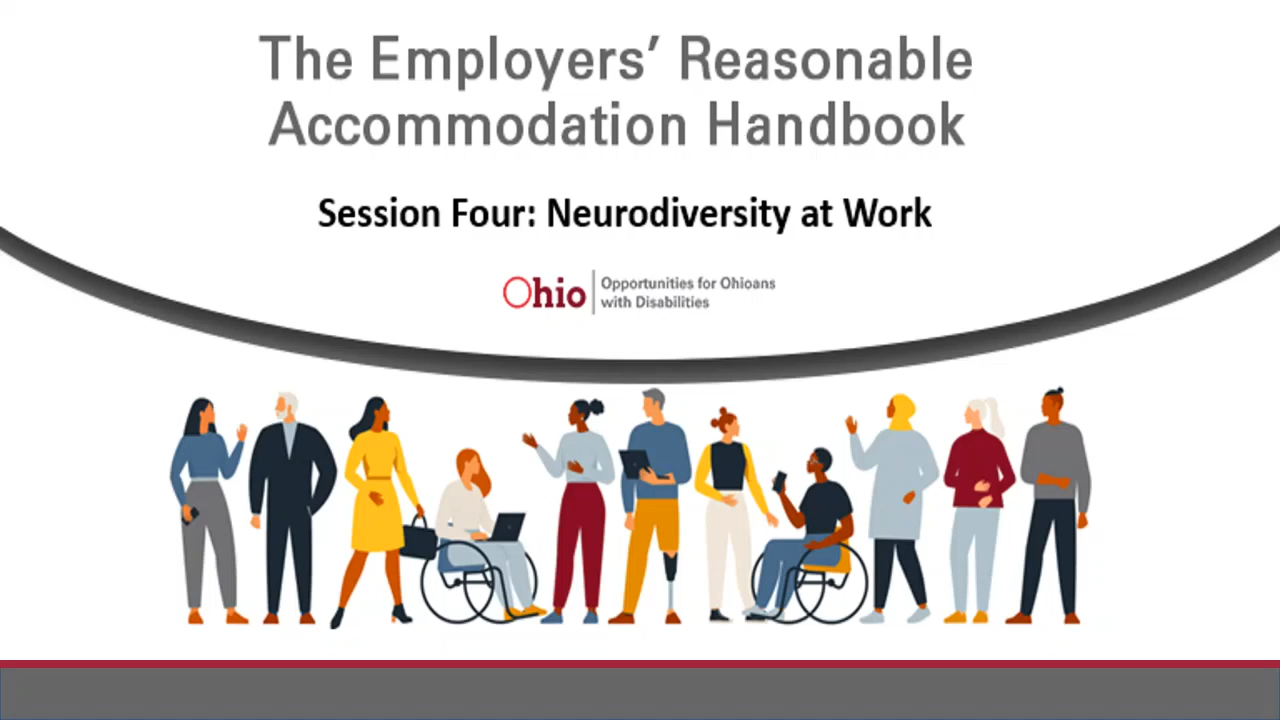 The Employers’ Reasonable
Accommodation Handbook
Session Four: Neurodiversity at Work
Ohio
Opportunities for Ohioans
with Disabilities